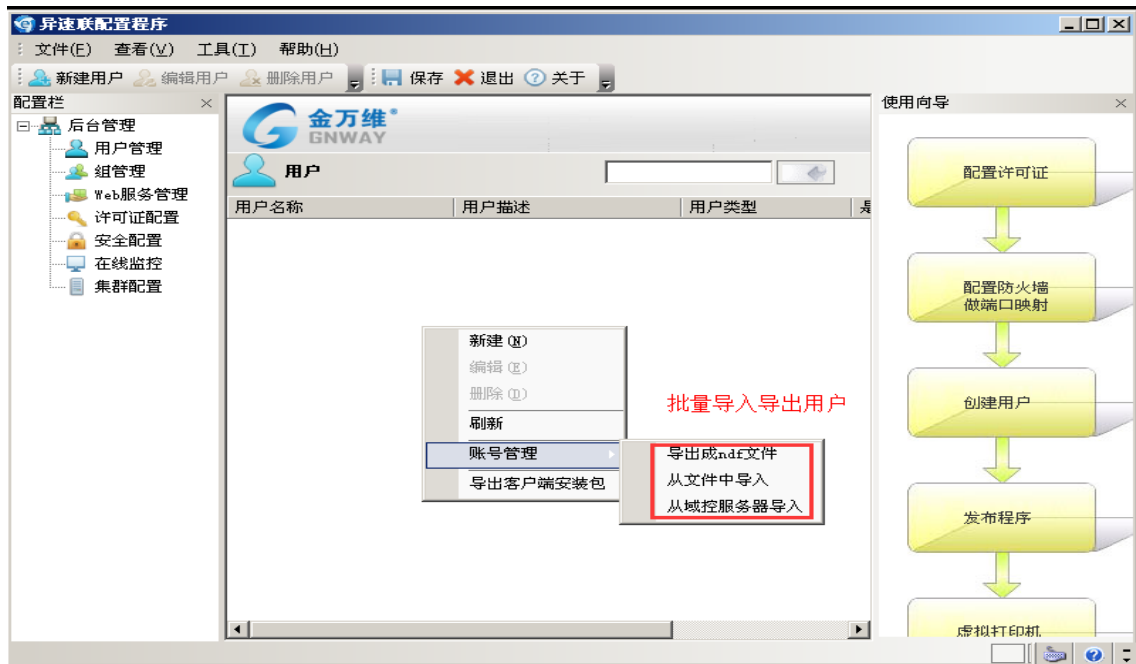 异速联配置程序
文件(F) 查看(V) 工具(T) 帮助(H)
新建用户 编辑用户 删除用户 保存 退出 关于
配置栏
后台管理
用户管理
组管理
Web服务管理
许可证配置
安全配置
在线监控
集群配置
金万维®
GNWAY
用户
用户名称 用户描述 用户类型
新建(N)
编辑(E)
删除(D)
刷新
账号管理
导出客户端安装包
批量导入导出用户
导出成ndf文件
从文件中导入
从域控服务器导入
使用向导
配置许可证
配置防火墙
做端口映射
创建用户
发布程序
虚拟打印机